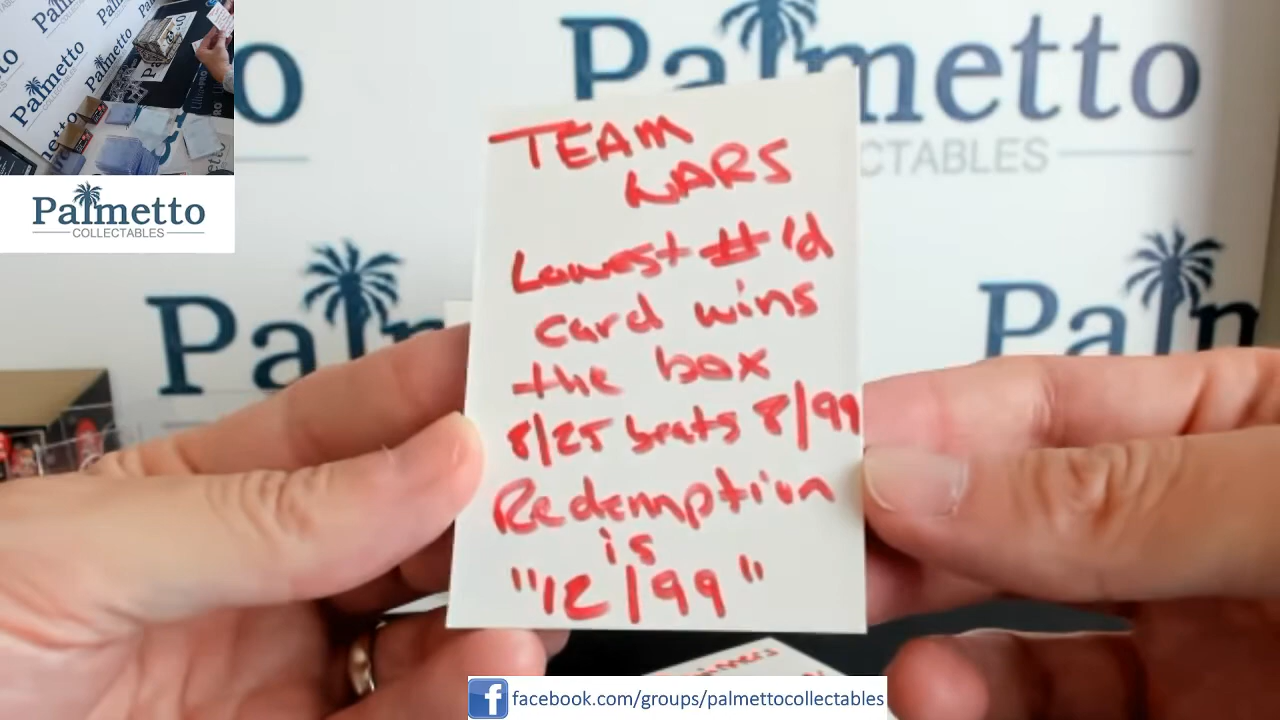 Palmetto
Palmetto
COLLECTABLES
Palmetto
COLLECTABLES
TEAM
WARS
Lowest #'d
card wins
the box
8/25 beats 8/99
Redemption
is
"12/99"
facebook.com/groups/palmettocollectables